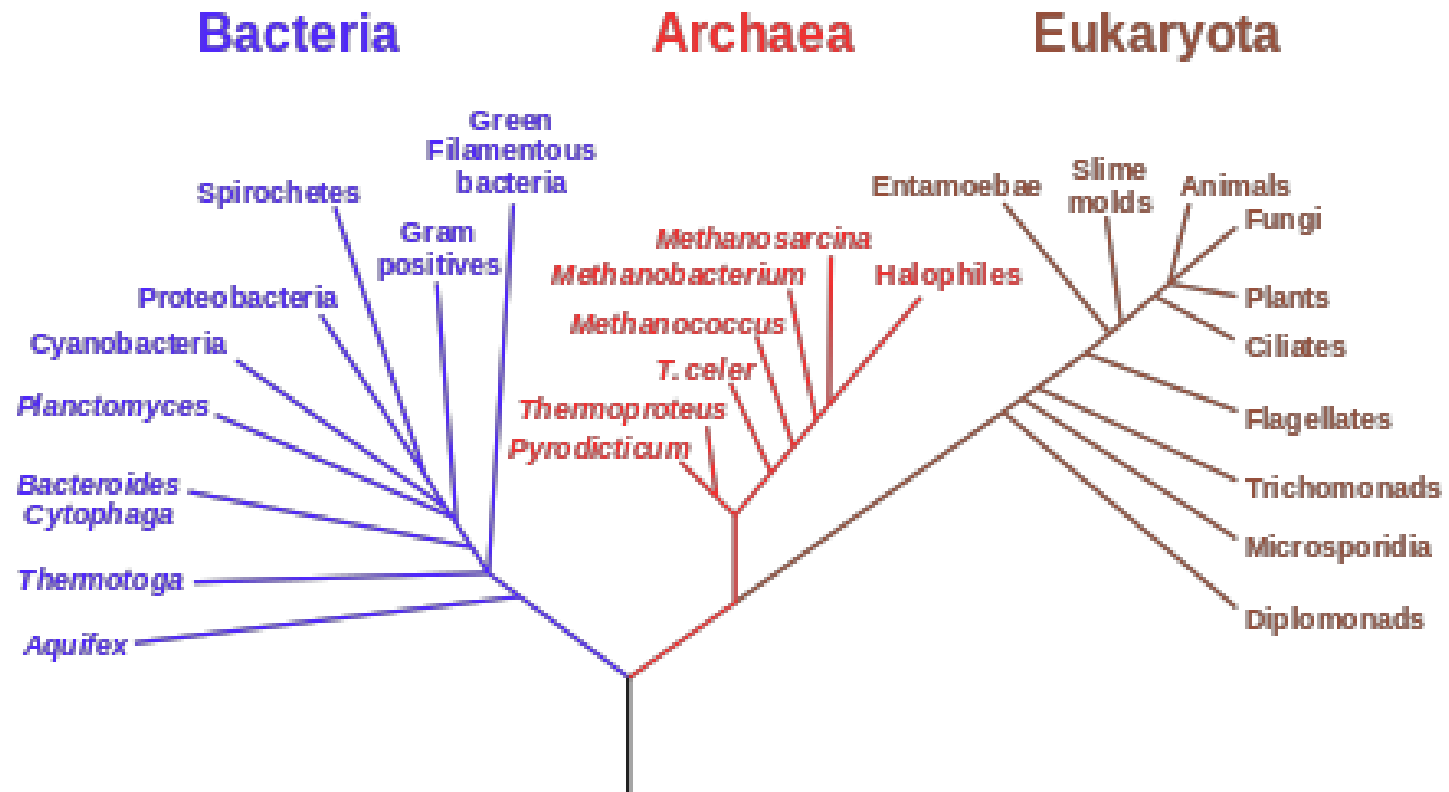 Bacteria
Archaea
Eukaryota
Green
Filamentous
bacteria
Spirochetes
Gram
positives
Proteobacteria
Cyanobacteria
Planctomyces
Bacteroides
Cytophaga
Thermotoga
Aquifex
Methanosarcina
Methanobacterium
Halophiles
Methanococcus
T. celer
Thermoproteus
Pyrodicticum
Entamoebae
Slime
molds
Animals
Fungi
Plants
Ciliates
Flagellates
Trichomonads
Microsporidia
Diplomonads